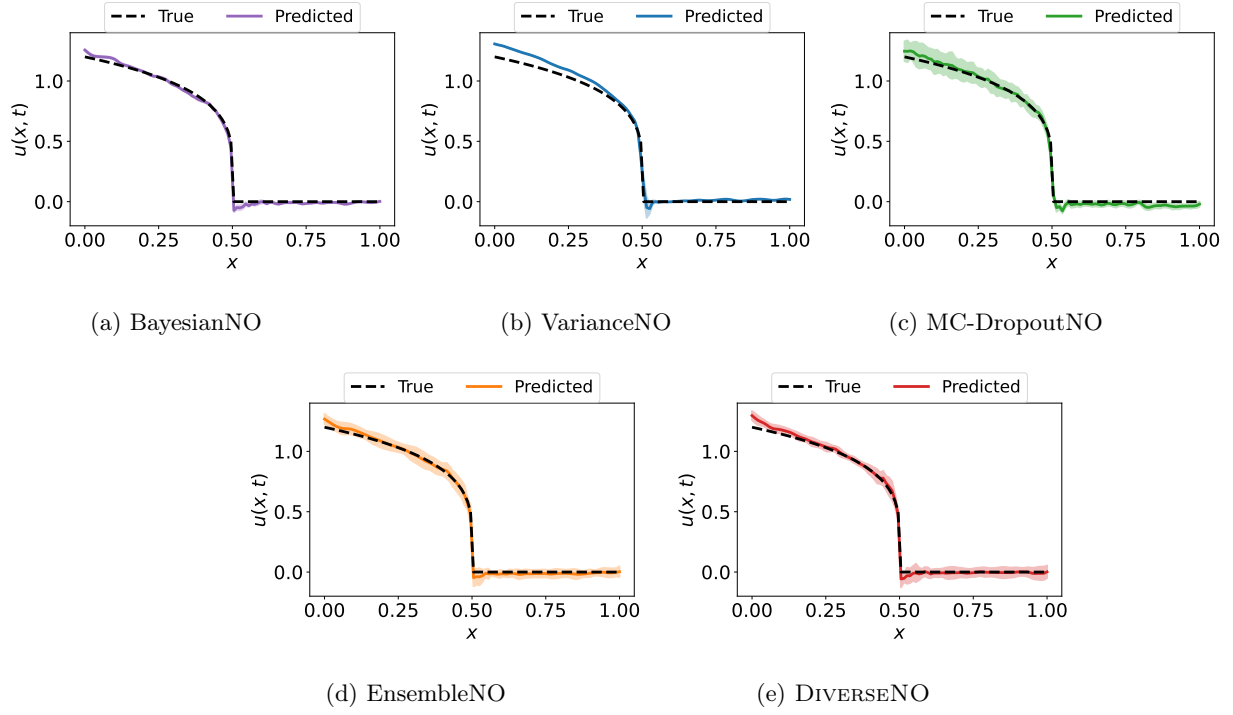 True Predicted True Predicted True Predicted
1.0 1.0 1.0
0.5 0.5 0.5
0.0 0.0 0.0
u(x, t) u(x, t) u(x, t)
0.00 0.25 0.50 0.75 1.00 0.00 0.25 0.50 0.75 1.00 0.00 0.25 0.50 0.75 1.00
x x x
(a) BayesianNO (b) VarianceNO (c) MC-DropoutNO
True Predicted True Predicted
1.0 1.0
0.5 0.5
0.0 0.0
u(x, t) u(x, t)
0.00 0.25 0.50 0.75 1.00 0.00 0.25 0.50 0.75 1.00
x x
(d) EnsembleNO (e) DIVERSENO